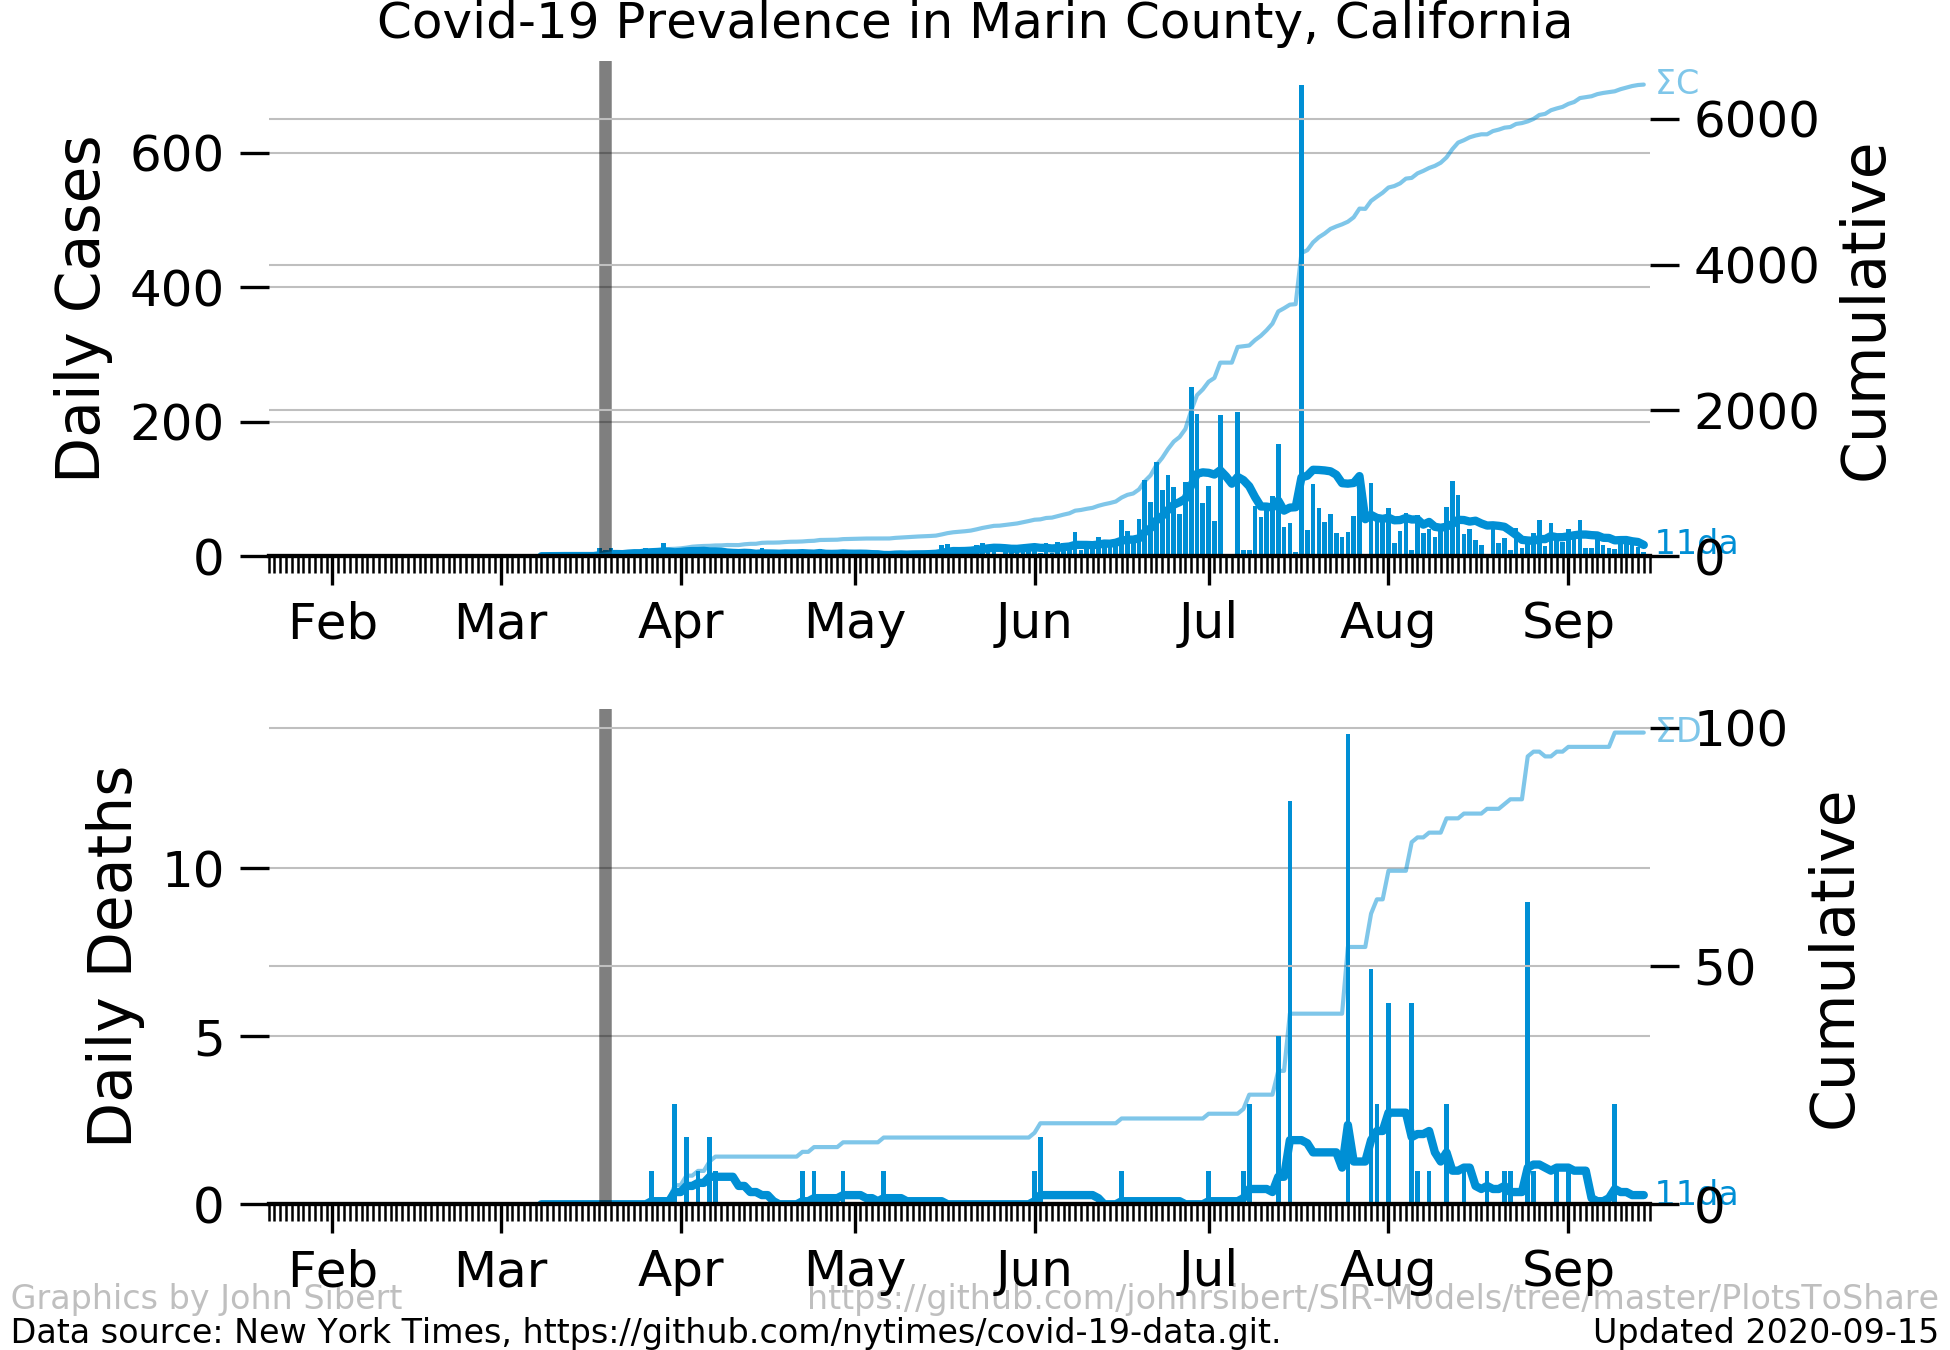 Covid-19 Prevalence in Marin County, California
Daily Cases
600
400
200
0
ΣC
6000
4000
2000
0
11da
Cumulative
Feb Mar Apr May Jun Jul Aug Sep
Daily Deaths
10
5
0
ΣD
100
50
0
11da
Cumulative
Feb Mar Apr May Jun Jul Aug Sep
Graphics by John Sibert https://github.com/johnrsibert/SIR-Models/tree/master/PlotsToShare
Data source: New York Times, https://github.com/nytimes/covid-19-data.git. Updated 2020-09-15